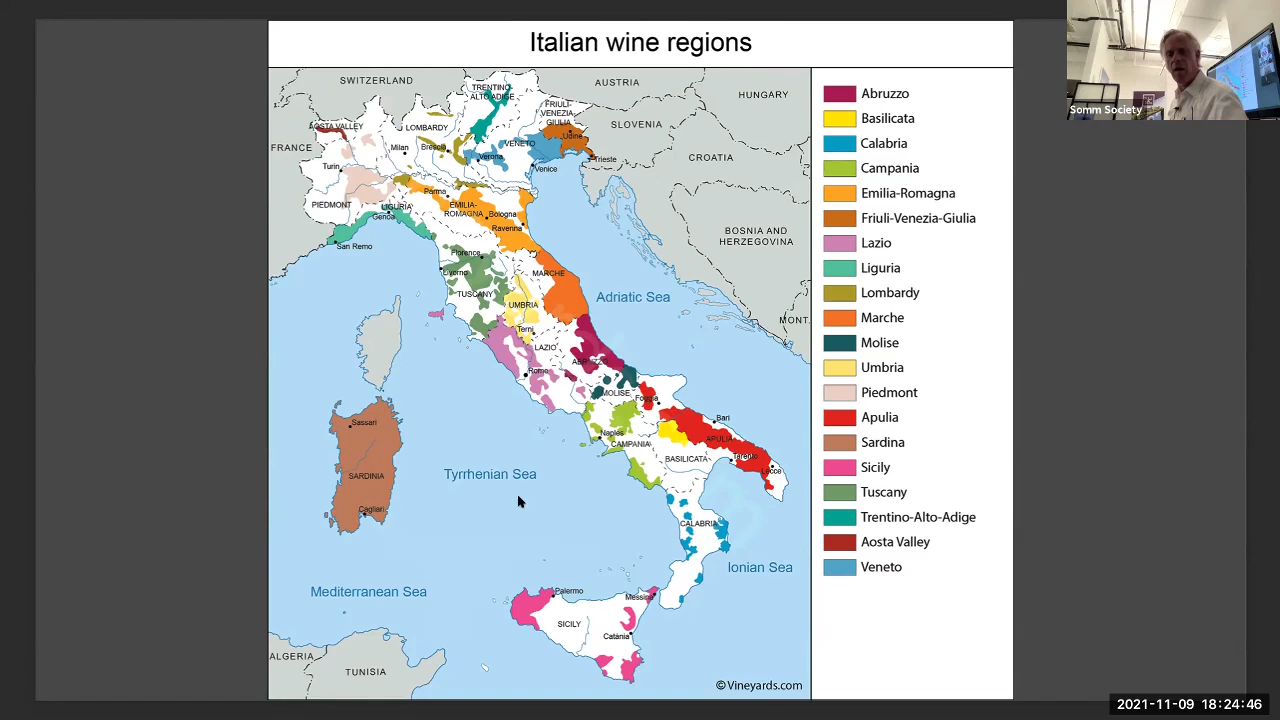 Italian wine regions
Somm Society
SWITZERLAND
AUSTRIA
HUNGARY
TRENTINO-
ALTO ADIGE
FRIULI-
VENEZIA-
GIULIA
SLOVENIA
CROATIA
AOSTA VALLEY
LOMBARDY
Udine
FRANCE
Milan
Brescia
Verona
VENETO
Trieste
Turin
Venice
PIEDMONT
Parma
EMILIA-
ROMAGNA
Bologna
LIGURIA
Genoa
Ravenna
San Remo
BOSNIA AND
HERZEGOVINA
Florence
Livorno
MARCHE
TUSCANY
UMBRIA
Adriatic Sea
MONT.
Terni
LAZIO
ABRUZZO
Rome
MOLISE
Foggia
Bari
Sassari
Naples
CAMPANIA
APULIA
BASILICATA
Taranto
Lecce
SARDINIA
Tyrrhenian Sea
Cagliari
CALABRIA
Ionian Sea
Mediterranean Sea
Palermo
Messina
SICILY
Catania
ALGERIA
TUNISIA
© Vineyards.com
Abruzzo
Basilicata
Calabria
Campania
Emilia-Romagna
Friuli-Venezia-Giulia
Lazio
Liguria
Lombardy
Marche
Molise
Umbria
Piedmont
Apulia
Sardina
Sicily
Tuscany
Trentino-Alto-Adige
Aosta Valley
Veneto
2021-11-09 18:24:46